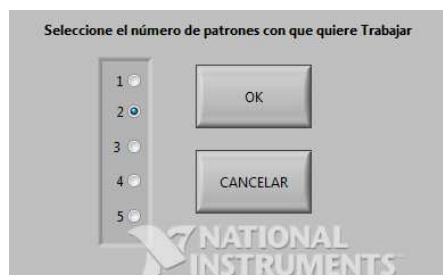 Seleccione el número de patrones con que quiere Trabajar
1
OK
2
3
4
CANCELAR
5
NATIONAL
INSTRUMENTS